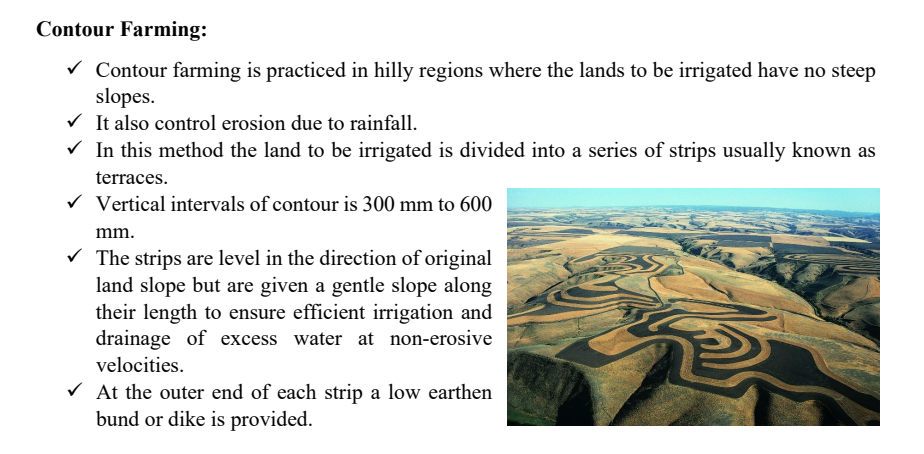 Contour Farming:
✓ Contour farming is practiced in hilly regions where the lands to be irrigated have no steep
slopes.
✓ It also control erosion due to rainfall.
✓ In this method the land to be irrigated is divided into a series of strips usually known as
terraces.
✓ Vertical intervals of contour is 300 mm to 600
mm.
✓ The strips are level in the direction of original
land slope but are given a gentle slope along
their length to ensure efficient irrigation and
drainage of excess water at non-erosive
velocities.
✓ At the outer end of each strip a low earthen
bund or dike is provided.